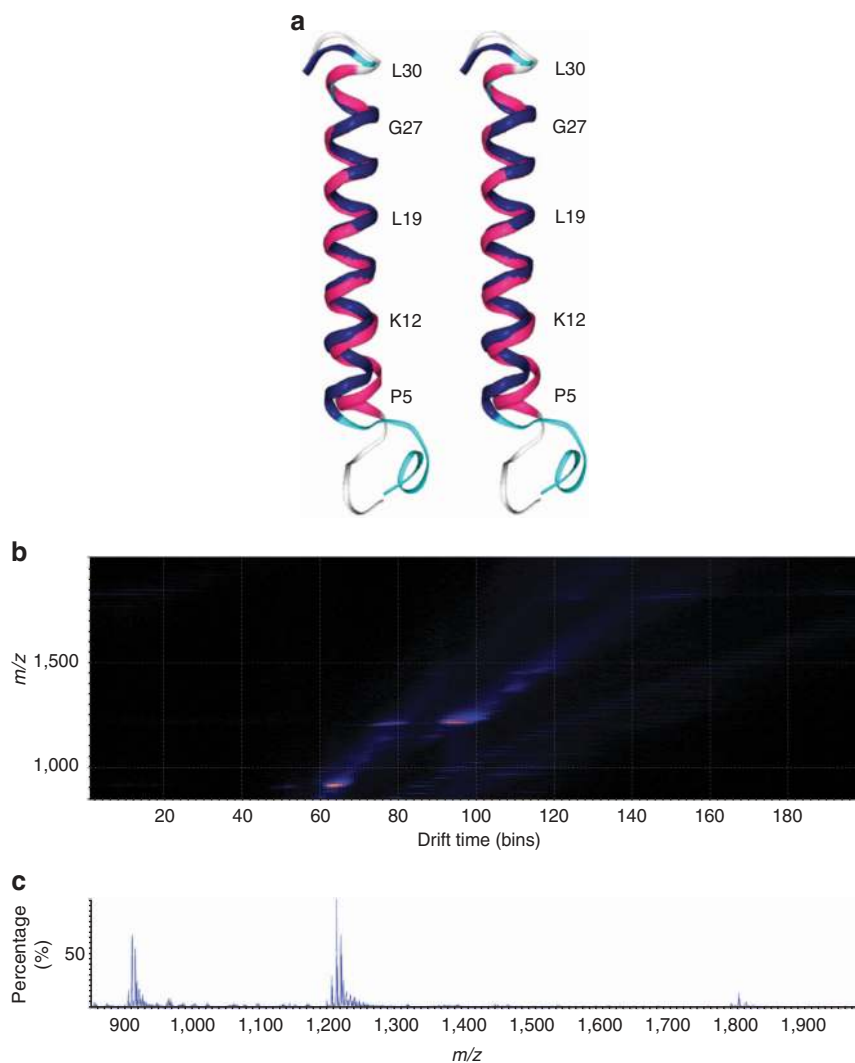 a
L30 L30
G27 G27
L19 L19
K12 K12
P5 P5
b
m/z
1,500
1,000
20 40 60 80 100 120 140 160 180
Drift time (bins)
c
Percentage
(%)
50
900 1,000 1,100 1,200 1,300 1,400 1,500 1,600 1,700 1,800 1,900
m/z